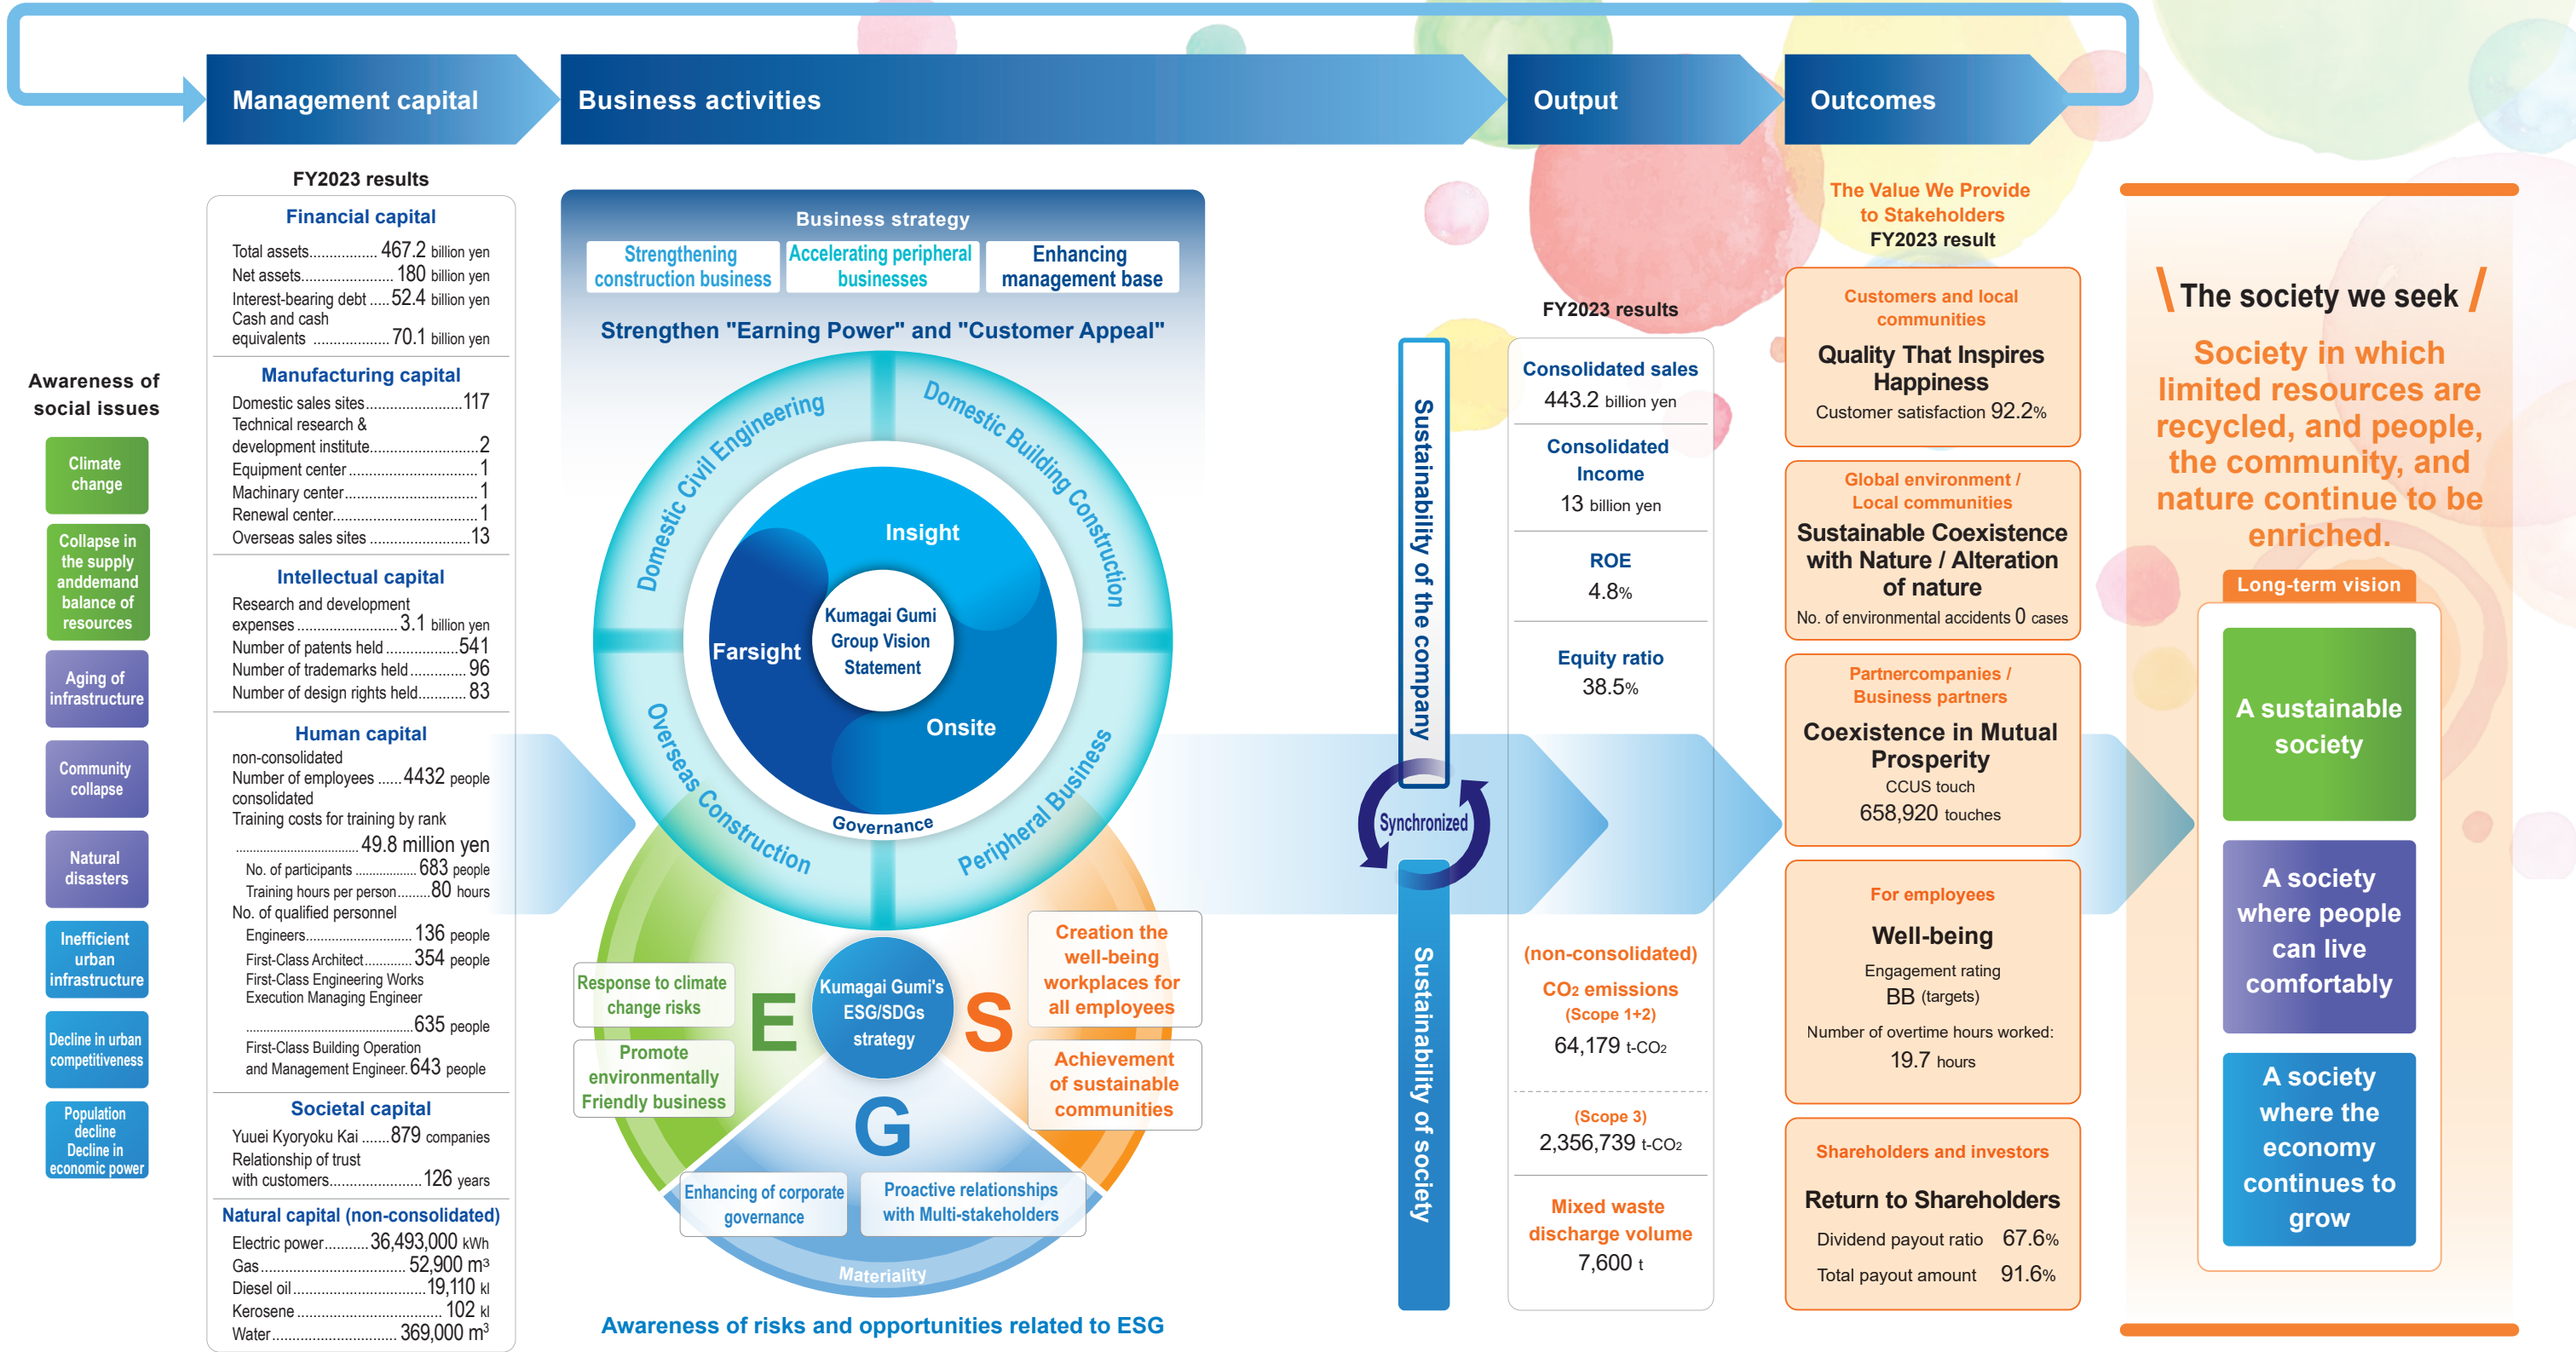 Management capital
Business activities
Output
Outcomes
Awareness of
social issues
Climate
change
Collapse in
the supply
anddemand
balance of
resources
Aging of
infrastructure
Community
collapse
Natural
disasters
Inefficient
urban
infrastructure
Decline in urban
competitiveness
Population
decline
Decline in
economic power
FY2023 results
Financial capital
Total assets................. 467.2 billion yen
Net assets....................... 180 billion yen
Interest-bearing debt ..... 52.4 billion yen
Cash and cash
equivalents ................... 70.1 billion yen
Manufacturing capital
Domestic sales sites........................117
Technical research &
development institute...........................2
Equipment center ................................1
Machinary center.................................1
Renewal center....................................1
Overseas sales sites .........................13
Intellectual capital
Research and development
expenses ......................... 3.1 billion yen
Number of patents held ..................541
Number of trademarks held.............. 96
Number of design rights held............ 83
Human capital
non-consolidated
Number of employees ......4432 people
consolidated
Training costs for training by rank
............................... 49.8 million yen
No. of participants ................. 683 people
Training hours per person.........80 hours
No. of qualified personnel
Engineers.............................. 136 people
First-Class Architect............. 354 people
First-Class Engineering Works
Execution Managing Engineer
..........................................635 people
First-Class Building Operation
and Management Engineer. 643 people
Societal capital
Yuuei Kyoryoku Kai .......879 companies
Relationship of trust
with customers....................... 126 years
Natural capital (non-consolidated)
Electric power...........36,493,000 kWh
Gas.................................... 52,900 m³
Diesel oil.................................19,110 kl
Kerosene .................................... 102 kl
Water............................... 369,000 m³
Business strategy
Strengthening
construction business
Accelerating peripheral
businesses
Enhancing
management base
Strengthen "Earning Power" and "Customer Appeal"
Domestic Civil Engineering
Domestic Building Construction
Overseas Construction
Peripheral Business
Insight
Farsight
Onsite
Kumagai Gumi
Group Vision
Statement
Governance
Kumagai Gumi's
ESG/SDGs
strategy
E
S
G
Response to climate
change risks
Promote
environmentally
Friendly business
Creation the
well-being
workplaces for
all employees
Achievement
of sustainable
communities
Enhancing of corporate
governance
Proactive relationships
with Multi-stakeholders
Materiality
Awareness of risks and opportunities related to ESG
Sustainability of the company
Synchronized
Sustainability of society
FY2023 results
Consolidated sales
443.2 billion yen
Consolidated
Income
13 billion yen
ROE
4.8%
Equity ratio
38.5%
(non-consolidated)
CO₂ emissions
(Scope 1+2)
64,179 t-CO₂
(Scope 3)
2,356,739 t-CO₂
Mixed waste
discharge volume
7,600 t
The Value We Provide
to Stakeholders
FY2023 result
Customers and local
communities
Quality That Inspires
Happiness
Customer satisfaction 92.2%
Global environment /
Local communities
Sustainable Coexistence
with Nature / Alteration
of nature
No. of environmental accidents 0 cases
Partnercompanies /
Business partners
Coexistence in Mutual
Prosperity
CCUS touch
658,920 touches
For employees
Well-being
Engagement rating
BB (targets)
Number of overtime hours worked:
19.7 hours
Shareholders and investors
Return to Shareholders
Dividend payout ratio 67.6%
Total payout amount 91.6%
\ The society we seek /
Society in which
limited resources are
recycled, and people,
the community, and
nature continue to be
enriched.
Long-term vision
A sustainable
society
A society
where people
can live
comfortably
A society
where the
economy
continues to
grow